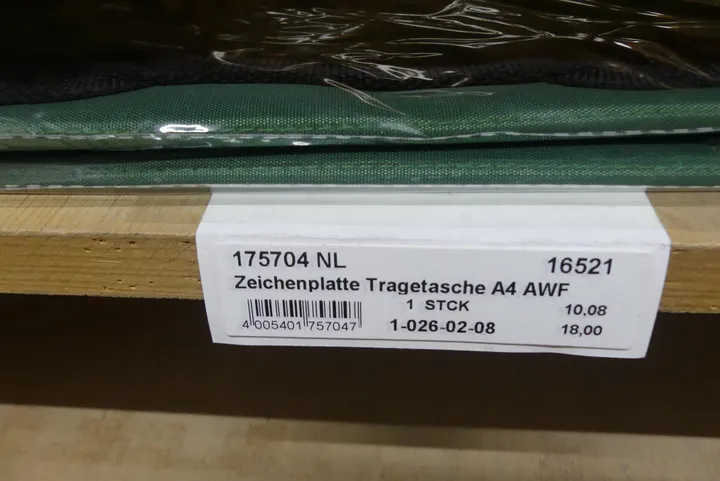 175704 NL 16521
Zeichenplatte Tragetasche A4 AWF
1 STCK 10,08
4 005401 757047 1-026-02-08 18,00